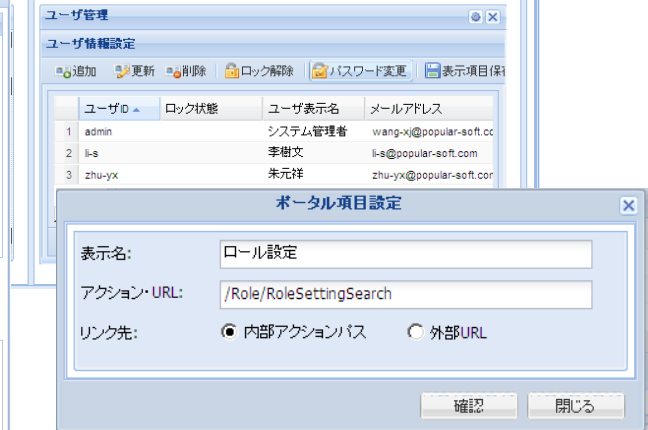 ユーザ管理
ユーザ情報設定
追加 更新 削除 ロック解除 パスワード変更 表示項目保
ユーザID ロック状態 ユーザ表示名 メールアドレス
1 admin システム管理者 wang-xj@popular-soft.cc
2 li-s 李樹文 li-s@popular-soft.com
3 zhu-yx 朱元祥 zhu-yx@popular-soft.cor
ポータル項目設定
表示名: ロール設定
アクション・URL: /Role/RoleSettingSearch
リンク先: 内部アクションパス 外部URL
確認 閉じる